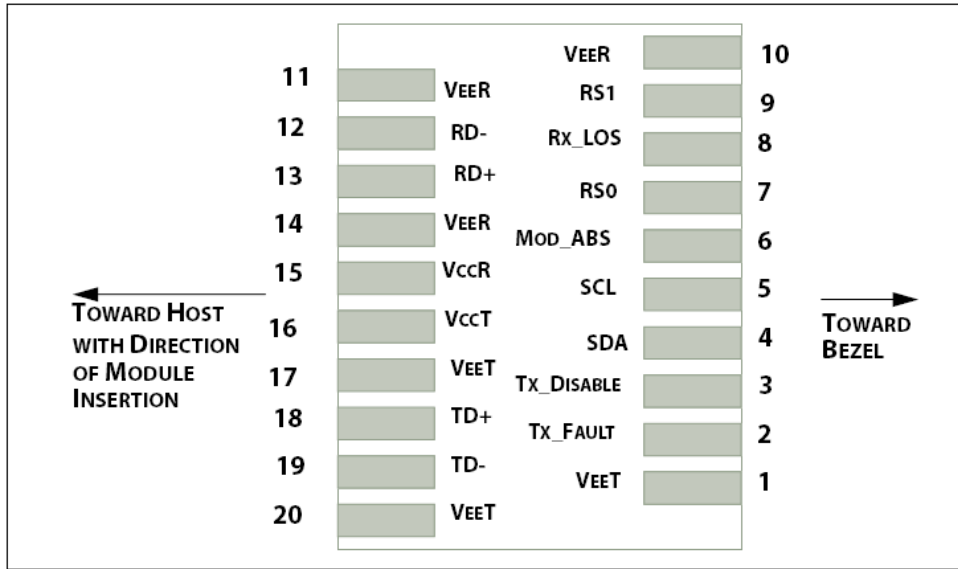 11 VEER
12 RD-
13 RD+
14 VEER
15 VCCR
16 VCCT
17 VEET
18 TD+
19 TD-
20 VEET
VEER 10
RS1 9
RX_LOS 8
RS0 7
MOD_ABS 6
SCL 5
SDA 4
TX_DISABLE 3
TX_FAULT 2
VEET 1
TOWARD HOST
WITH DIRECTION
OF MODULE
INSERTION
TOWARD
BEZEL